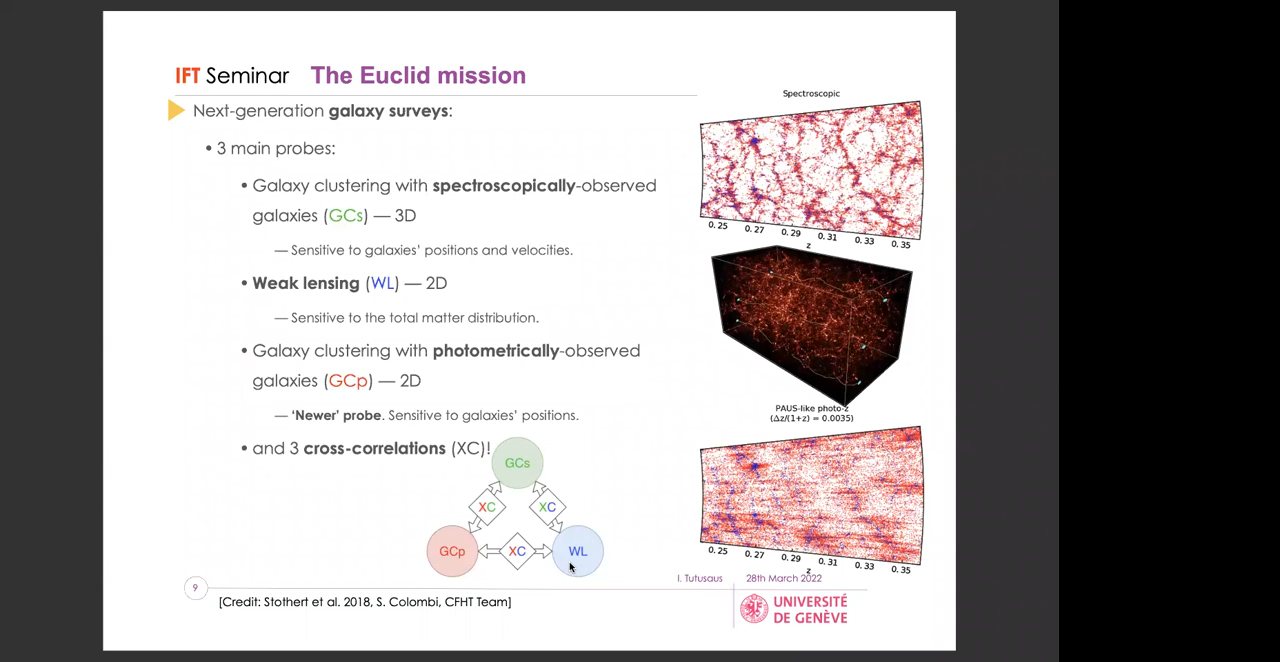 IFT Seminar The Euclid mission
Next-generation galaxy surveys:
• 3 main probes:
• Galaxy clustering with spectroscopically-observed
galaxies (GCs) — 3D
— Sensitive to galaxies’ positions and velocities.
• Weak lensing (WL) — 2D
— Sensitive to the total matter distribution.
• Galaxy clustering with photometrically-observed
galaxies (GCp) — 2D
— ‘Newer’ probe. Sensitive to galaxies’ positions.
• and 3 cross-correlations (XC)!
GCs
XC XC
GCp XC WL
Spectroscopic
0.25 0.27 0.29 0.31 0.33 0.35
z
PAUS-like photo-z
(Δz/(1+z) = 0.0035)
0.25 0.27 0.29 0.31 0.33 0.35
z
I. Tutusaus 28th March 2022
9
[Credit: Stothert et al. 2018, S. Colombi, CFHT Team]
UNIVERSITÉ
DE GENÈVE